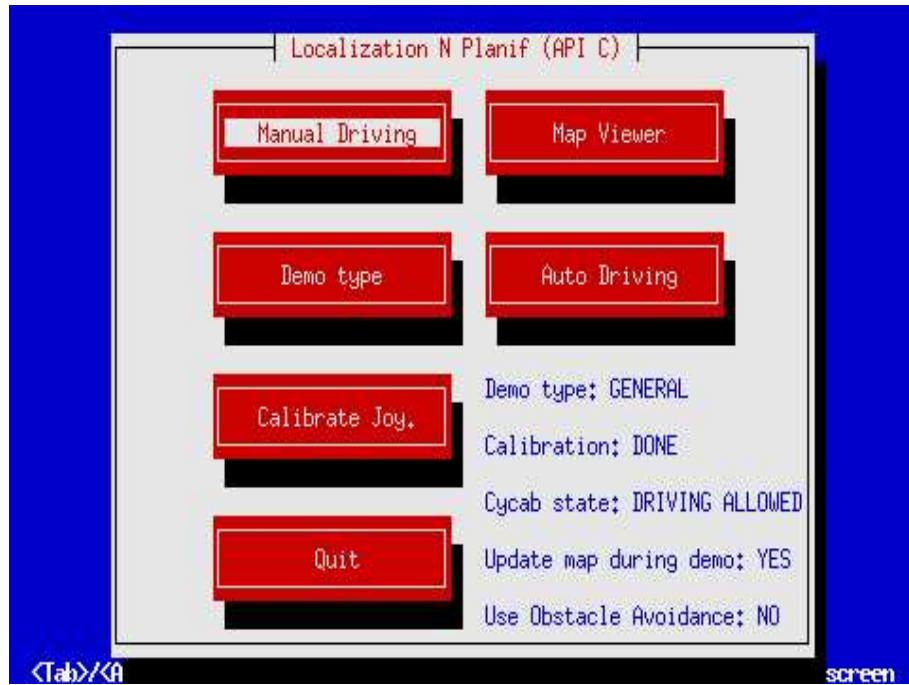 Localization N Planif (API C)
Manual Driving
Map Viewer
Demo type
Auto Driving
Calibrate Joy.
Demo type: GENERAL
Calibration: DONE
Cycab state: DRIVING ALLOWED
Quit
Update map during demo: YES
Use Obstacle Avoidance: NO
<Tab>/<A
screen